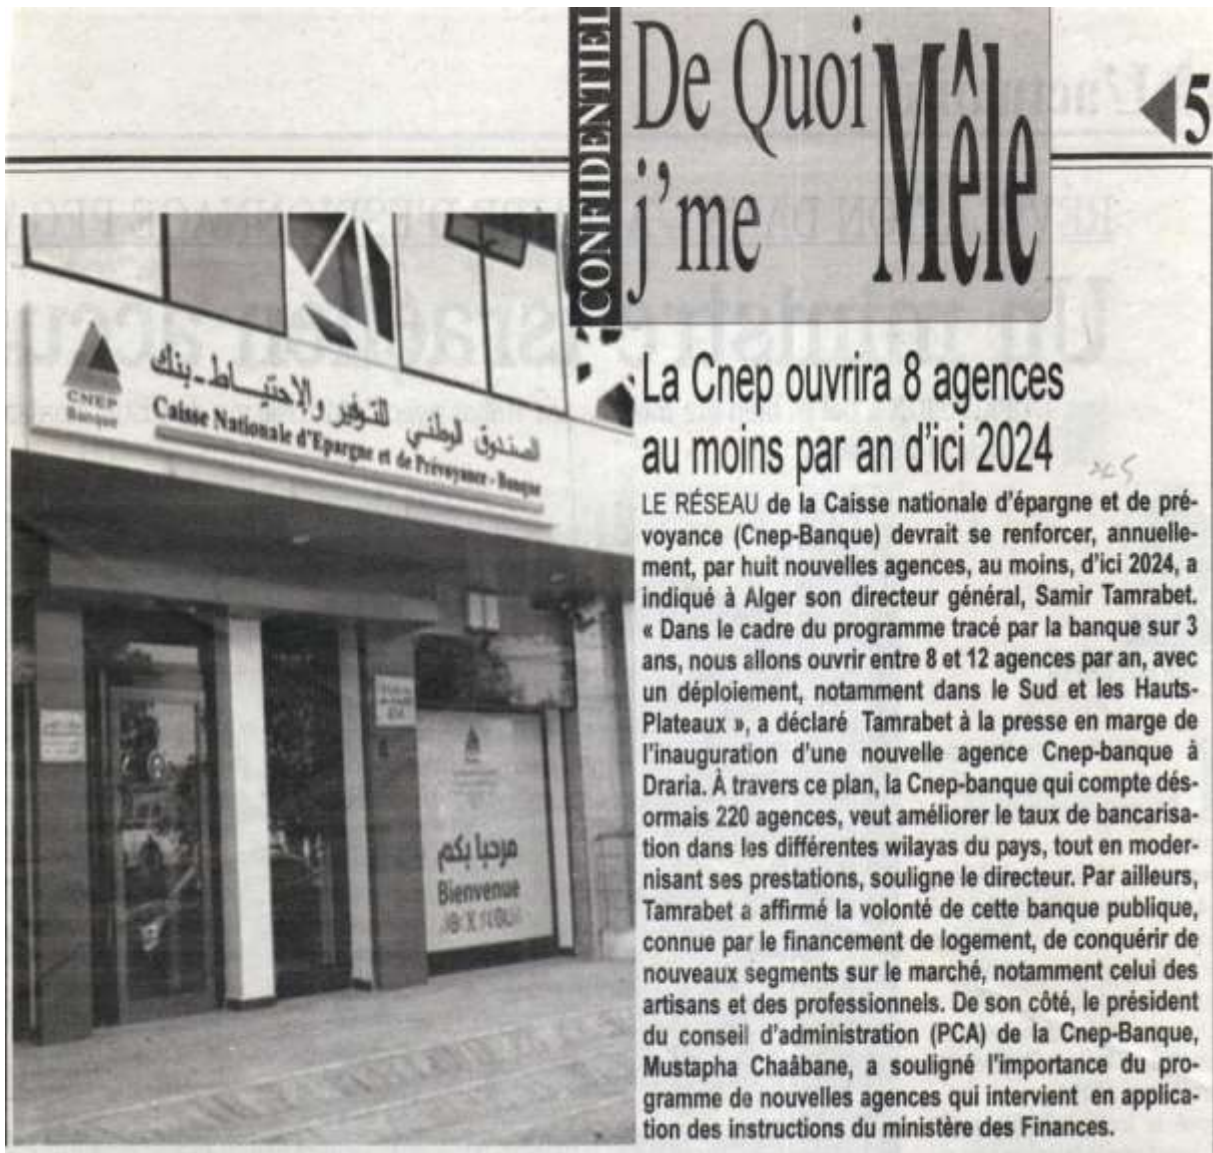 CONFIDENTIEL
De Quoi
j'me
Mêle
5
CNEP
Banque
الصندوق الوطني للتوفير والإحتياط - بنك
Caisse Nationale d'Epargne et de Prévoyance - Banque
مرحبا بكم
Bienvenue
La Cnep ouvrira 8 agences
au moins par an d'ici 2024
LE RÉSEAU de la Caisse nationale d'épargne et de pré-
voyance (Cnep-Banque) devrait se renforcer, annuelle-
ment, par huit nouvelles agences, au moins, d'ici 2024, a
indiqué à Alger son directeur général, Samir Tamrabet.
« Dans le cadre du programme tracé par la banque sur 3
ans, nous allons ouvrir entre 8 et 12 agences par an, avec
un déploiement, notamment dans le Sud et les Hauts-
Plateaux », a déclaré Tamrabet à la presse en marge de
l'inauguration d'une nouvelle agence Cnep-banque à
Draria. À travers ce plan, la Cnep-banque qui compte dés-
ormais 220 agences, veut améliorer le taux de bancarisa-
tion dans les différentes wilayas du pays, tout en moder-
nisant ses prestations, souligne le directeur. Par ailleurs,
Tamrabet a affirmé la volonté de cette banque publique,
connue par le financement de logement, de conquérir de
nouveaux segments sur le marché, notamment celui des
artisans et des professionnels. De son côté, le président
du conseil d'administration (PCA) de la Cnep-Banque,
Mustapha Chaâbane, a souligné l'importance du pro-
gramme de nouvelles agences qui intervient en applica-
tion des instructions du ministère des Finances.